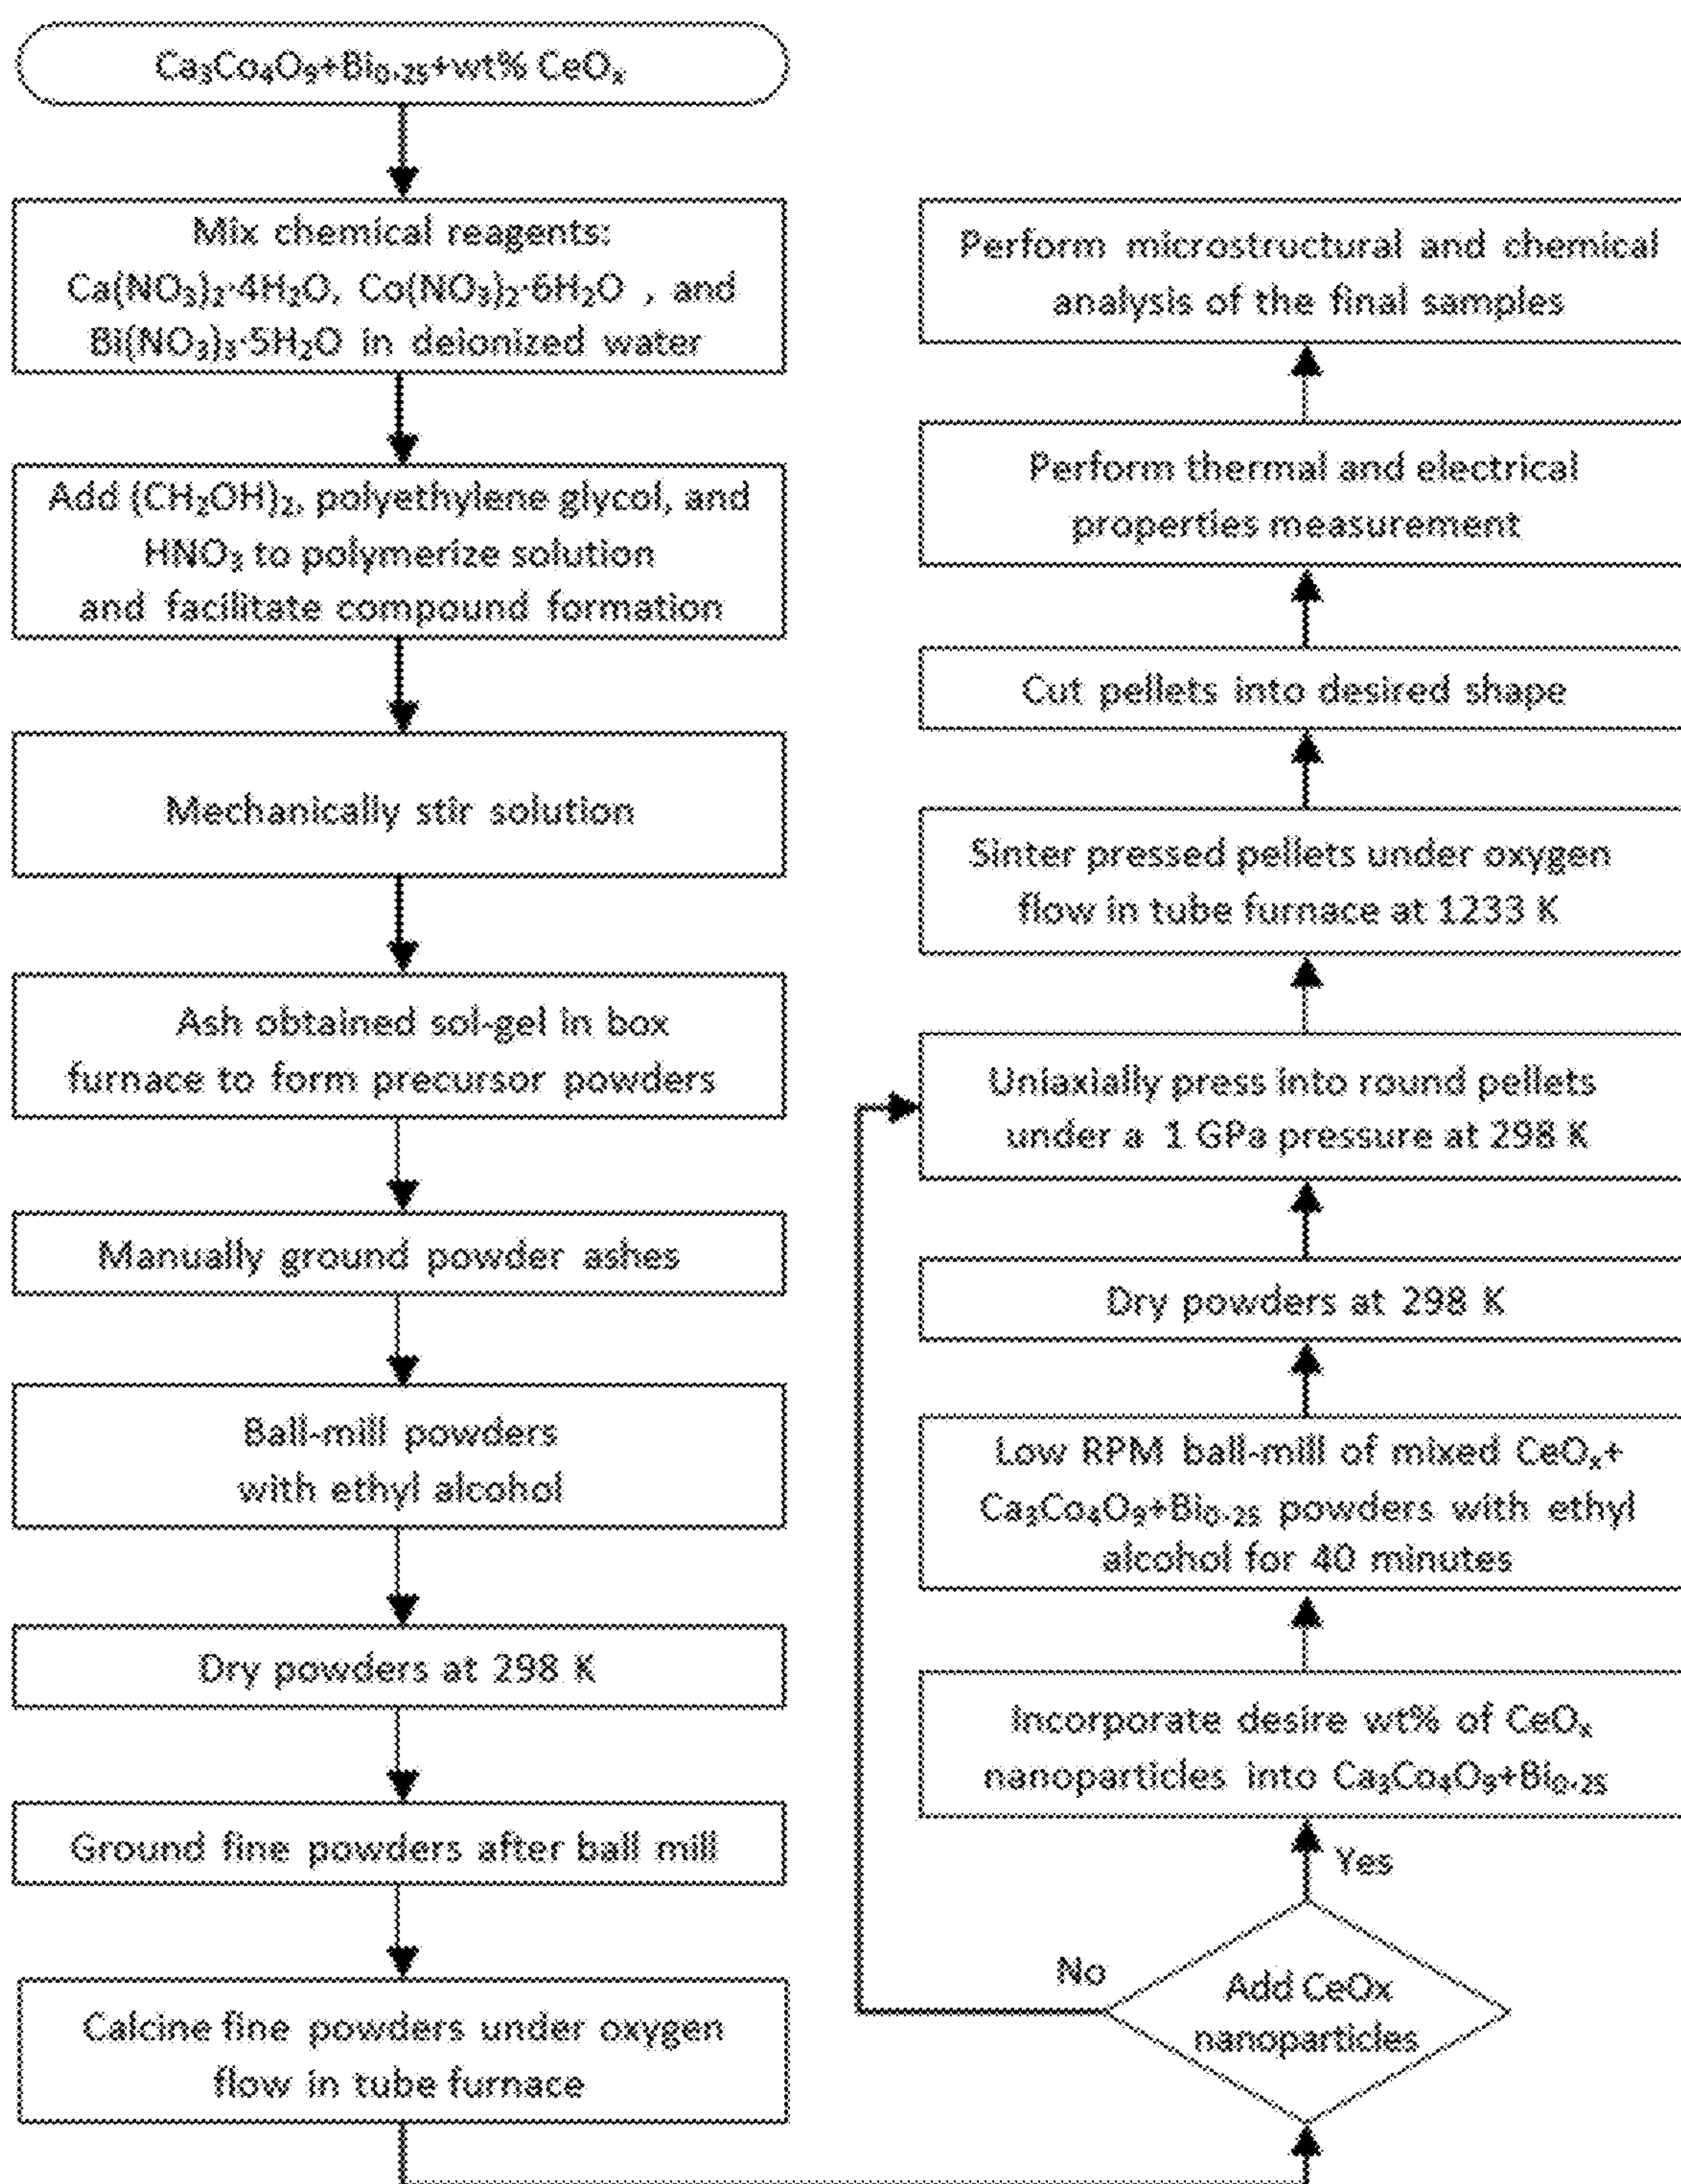 Ca₃Co₄O₉+Bi₀.₂₅+wt% CeOₓ
Mix chemical reagents:
Ca(NO₃)₂·4H₂O, Co(NO₃)₂·6H₂O , and
Bi(NO₃)₃·5H₂O in deionized water
Add (CH₂OH)₂, polyethylene glycol, and
HNO₃ to polymerize solution
and facilitate compound formation
Mechanically stir solution
Ash obtained sol-gel in box
furnace to form precursor powders
Manually ground powder ashes
Ball-mill powders
with ethyl alcohol
Dry powders at 298 K
Ground fine powders after ball mill
Calcine fine powders under oxygen
flow in tube furnace
Add CeOx
nanoparticles
No
Yes
Incorporate desire wt% of CeOₓ
nanoparticles into Ca₃Co₄O₉+Bi₀.₂₅
Low RPM ball-mill of mixed CeOₓ+
Ca₃Co₄O₉+Bi₀.₂₅ powders with ethyl
alcohol for 40 minutes
Dry powders at 298 K
Uniaxially press into round pellets
under a 1 GPa pressure at 298 K
Sinter pressed pellets under oxygen
flow in tube furnace at 1233 K
Cut pellets into desired shape
Perform thermal and electrical
properties measurement
Perform microstructural and chemical
analysis of the final samples